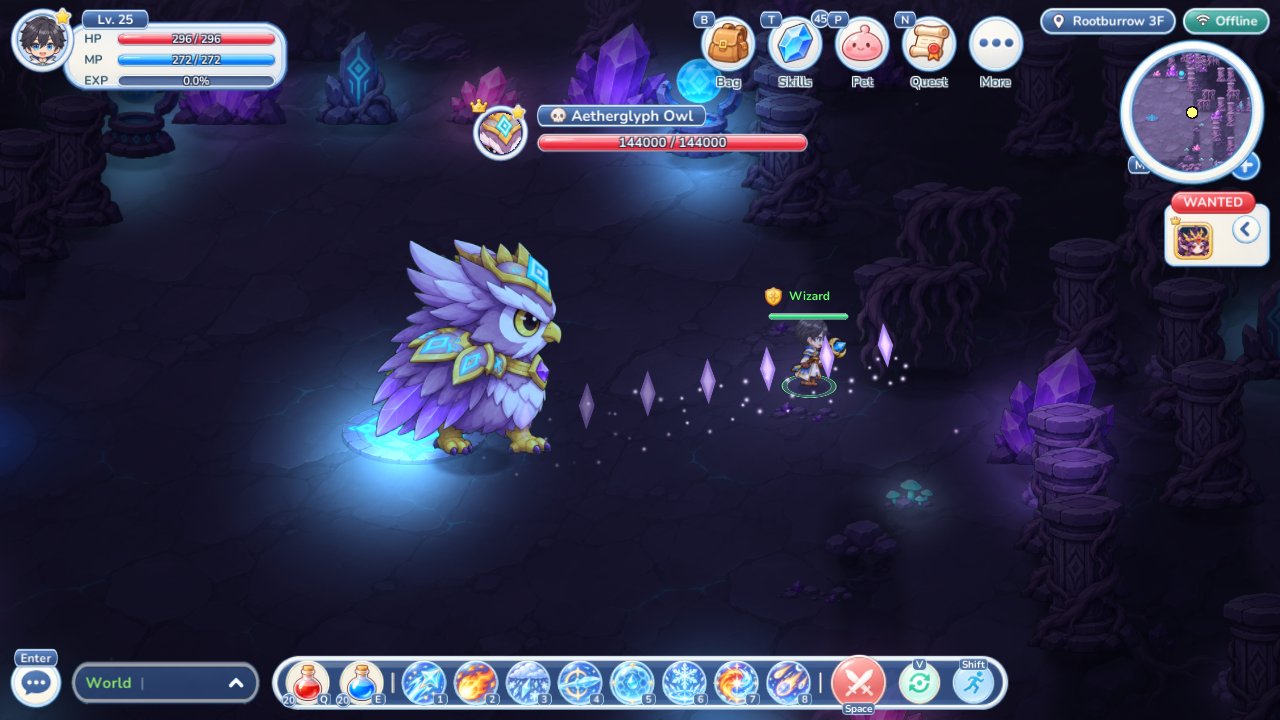 Lv. 25
HP 296 / 296
MP 272 / 272
EXP 0.0%
B
Bag
T
45
Skills
P
Pet
N
Quest
More
Rootburrow 3F
Offline
M
WANTED
Aetherglyph Owl
144000 / 144000
Wizard
Enter
World
20 Q
20 E
1
2
3
4
5
6
7
8
Space
V
Shift